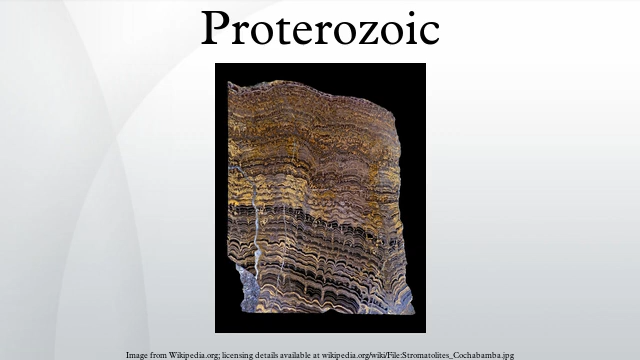 Proterozoic
Image from Wikipedia.org; licensing details available at wikipedia.org/wiki/File:Stromatolites_Cochabamba.jpg